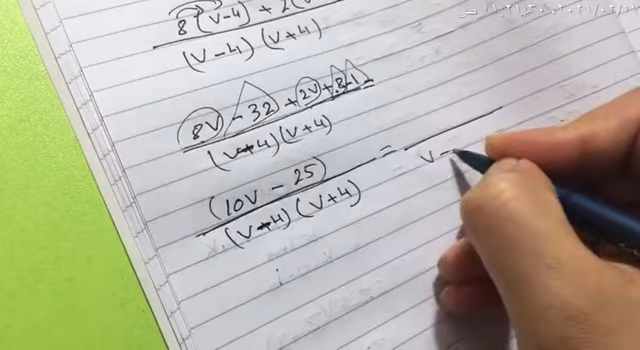 8(v-4)+2(v
(v-4)(v+4)
8v-32+2v+8-1=
(v-4)(v+4)
(10v-25)
(v-4)(v+4)
=
v-